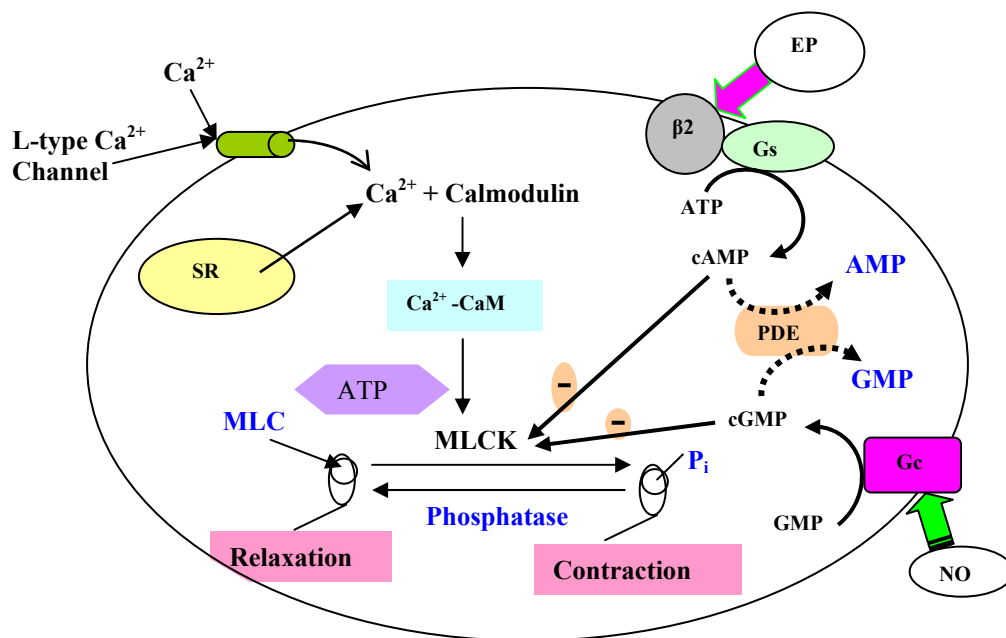 EP
Ca²⁺
β2
L-type Ca²⁺
Channel
Gs
Ca²⁺ + Calmodulin
ATP
SR
cAMP
AMP
Ca²⁺ -CaM
PDE
ATP
GMP
MLC
MLCK
cGMP
Pi
Gc
Phosphatase
GMP
Relaxation
Contraction
NO